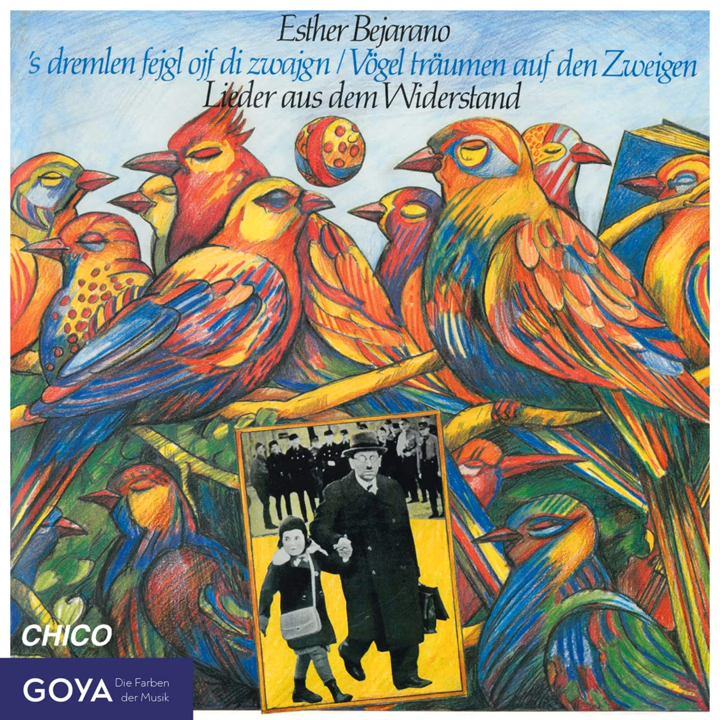 Esther Bejarano
's dremlen fejgl ojf di zwajgn / Vögel träumen auf den Zweigen
Lieder aus dem Widerstand
CHICO
GOYA Die Farben
der Musik